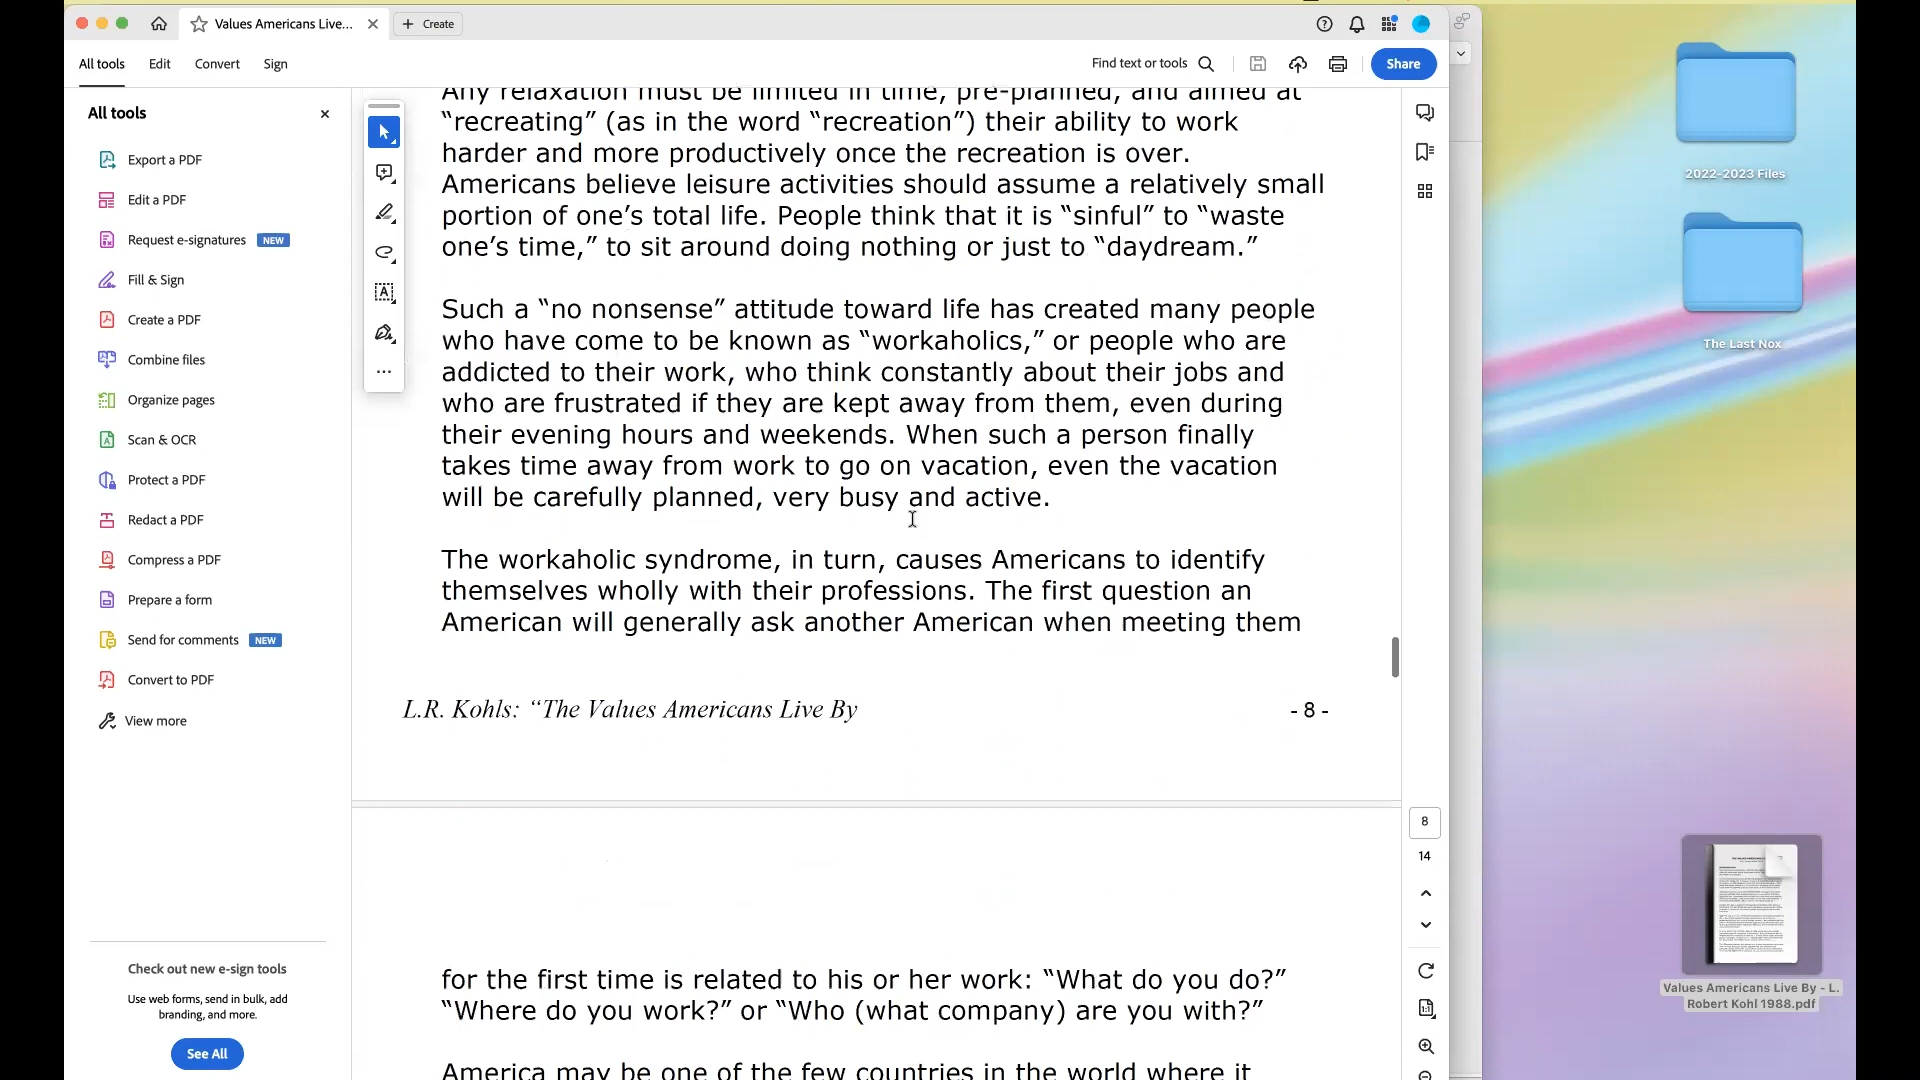 Values Americans Live...
Create
All tools
Edit
Convert
Sign
Find text or tools
Share
All tools
Export a PDF
Edit a PDF
Request e-signatures NEW
Fill & Sign
Create a PDF
Combine files
Organize pages
Scan & OCR
Protect a PDF
Redact a PDF
Compress a PDF
Prepare a form
Send for comments NEW
Convert to PDF
View more
Check out new e-sign tools
Use web forms, send in bulk, add
branding, and more.
See All
Any relaxation must be limited in time, pre-planned, and aimed at
“recreating” (as in the word “recreation”) their ability to work
harder and more productively once the recreation is over.
Americans believe leisure activities should assume a relatively small
portion of one’s total life. People think that it is “sinful” to “waste
one’s time,” to sit around doing nothing or just to “daydream.”
Such a “no nonsense” attitude toward life has created many people
who have come to be known as “workaholics,” or people who are
addicted to their work, who think constantly about their jobs and
who are frustrated if they are kept away from them, even during
their evening hours and weekends. When such a person finally
takes time away from work to go on vacation, even the vacation
will be carefully planned, very busy and active.
The workaholic syndrome, in turn, causes Americans to identify
themselves wholly with their professions. The first question an
American will generally ask another American when meeting them
L.R. Kohls: “The Values Americans Live By
- 8 -
for the first time is related to his or her work: “What do you do?”
“Where do you work?” or “Who (what company) are you with?”
America may be one of the few countries in the world where it
8
14
2022-2023 Files
The Last Nox
Values Americans Live By - L.
Robert Kohl 1988.pdf